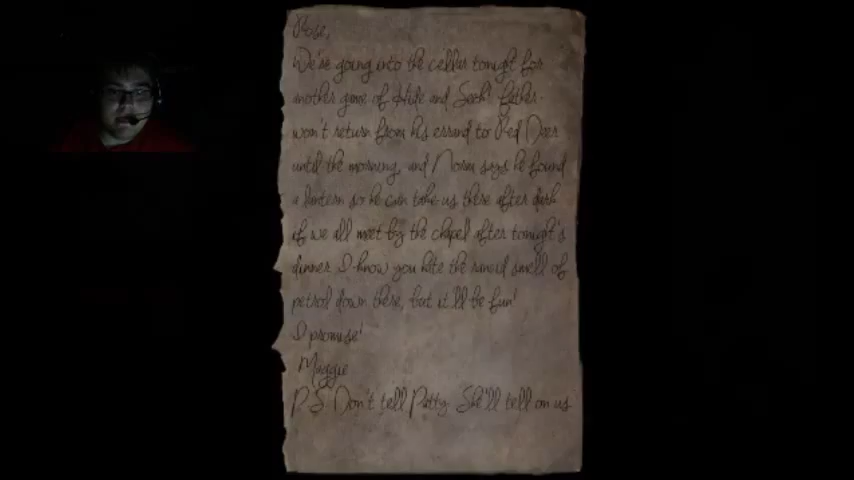 Rose,
We're going into the cellar tonight for
another game of Hide and Seek! Father
won't return from his errand to Red Deer
until the morning, and Norm says he found
a lantern so he can take us there after dark
if we all meet by the chapel after tonight's
dinner. I know you hate the rancid smell of
petrol down there, but it'll be fun!
I promise!
Maggie
P.S. Don't tell Patty. She'll tell on us